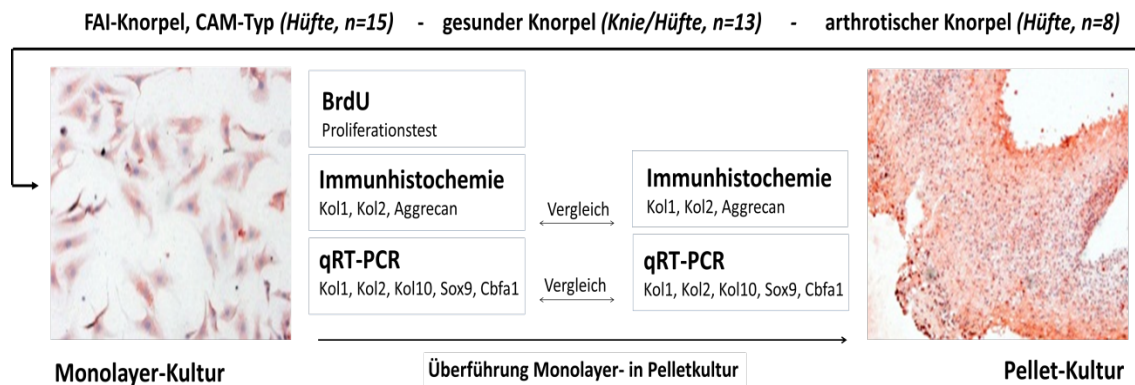 FAI-Knorpel, CAM-Typ (Hüfte, n=15) - gesunder Knorpel (Knie/Hüfte, n=13) - arthrotischer Knorpel (Hüfte, n=8)
BrdU
Proliferationstest
Immunhistochemie
Kol1, Kol2, Aggrecan
qRT-PCR
Kol1, Kol2, Kol10, Sox9, Cbfa1
Vergleich
Vergleich
Immunhistochemie
Kol1, Kol2, Aggrecan
qRT-PCR
Kol1, Kol2, Kol10, Sox9, Cbfa1
Monolayer-Kultur
Überführung Monolayer- in Pelletkultur
Pellet-Kultur